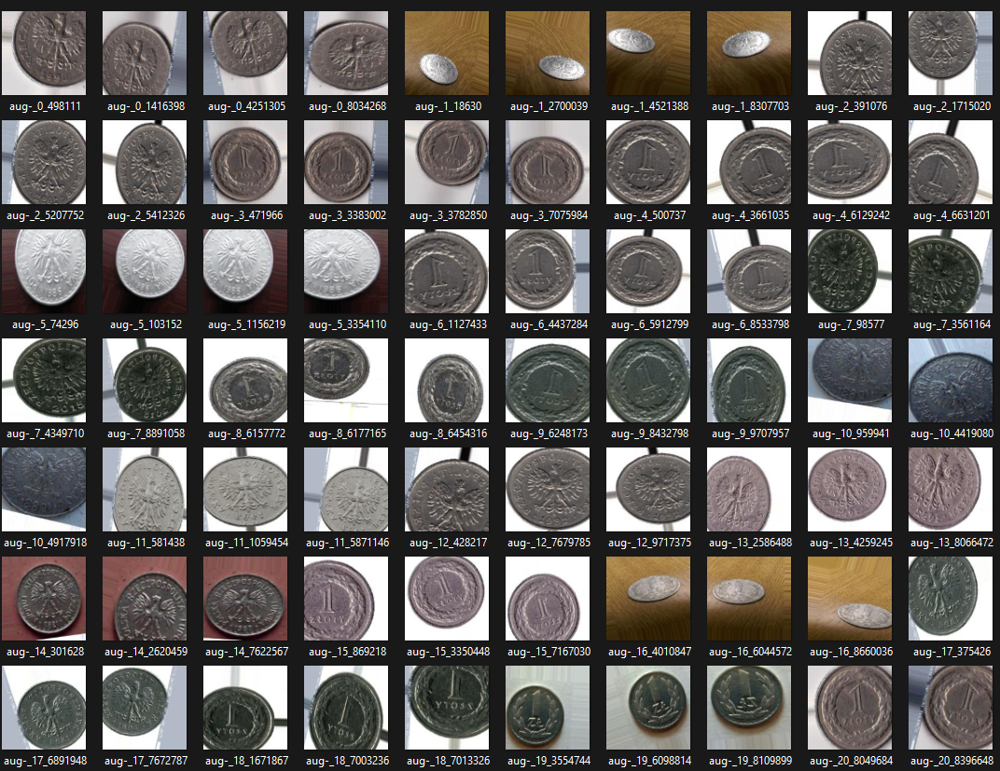 aug-_0_498111 aug-_0_1416398 aug-_0_4251305 aug-_0_8034268 aug-_1_18630 aug-_1_2700039 aug-_1_4521388 aug-_1_8307703 aug-_2_391076 aug-_2_1715020
aug-_2_5207752 aug-_2_5412326 aug-_3_471966 aug-_3_3383002 aug-_3_3782850 aug-_3_7075984 aug-_4_500737 aug-_4_3661035 aug-_4_6129242 aug-_4_6631201
aug-_5_74296 aug-_5_103152 aug-_5_1156219 aug-_5_3354110 aug-_6_1127433 aug-_6_4437284 aug-_6_5912799 aug-_6_8533798 aug-_7_98577 aug-_7_3561164
aug-_7_4349710 aug-_7_8891058 aug-_8_6157772 aug-_8_6177165 aug-_8_6454316 aug-_9_6248173 aug-_9_8432798 aug-_9_9707957 aug-_10_959941 aug-_10_4419080
aug-_10_4917918 aug-_11_581438 aug-_11_1059454 aug-_11_5871146 aug-_12_428217 aug-_12_7679785 aug-_12_9717375 aug-_13_2586488 aug-_13_4259245 aug-_13_8066472
aug-_14_301628 aug-_14_2620459 aug-_14_7622567 aug-_15_869218 aug-_15_3350448 aug-_15_7167030 aug-_16_4010847 aug-_16_6044572 aug-_16_8660036 aug-_17_375426
aug-_17_6891948 aug-_17_7672787 aug-_18_1671867 aug-_18_7003236 aug-_18_7013326 aug-_19_3554744 aug-_19_6098814 aug-_19_8109899 aug-_20_8049684 aug-_20_8396648